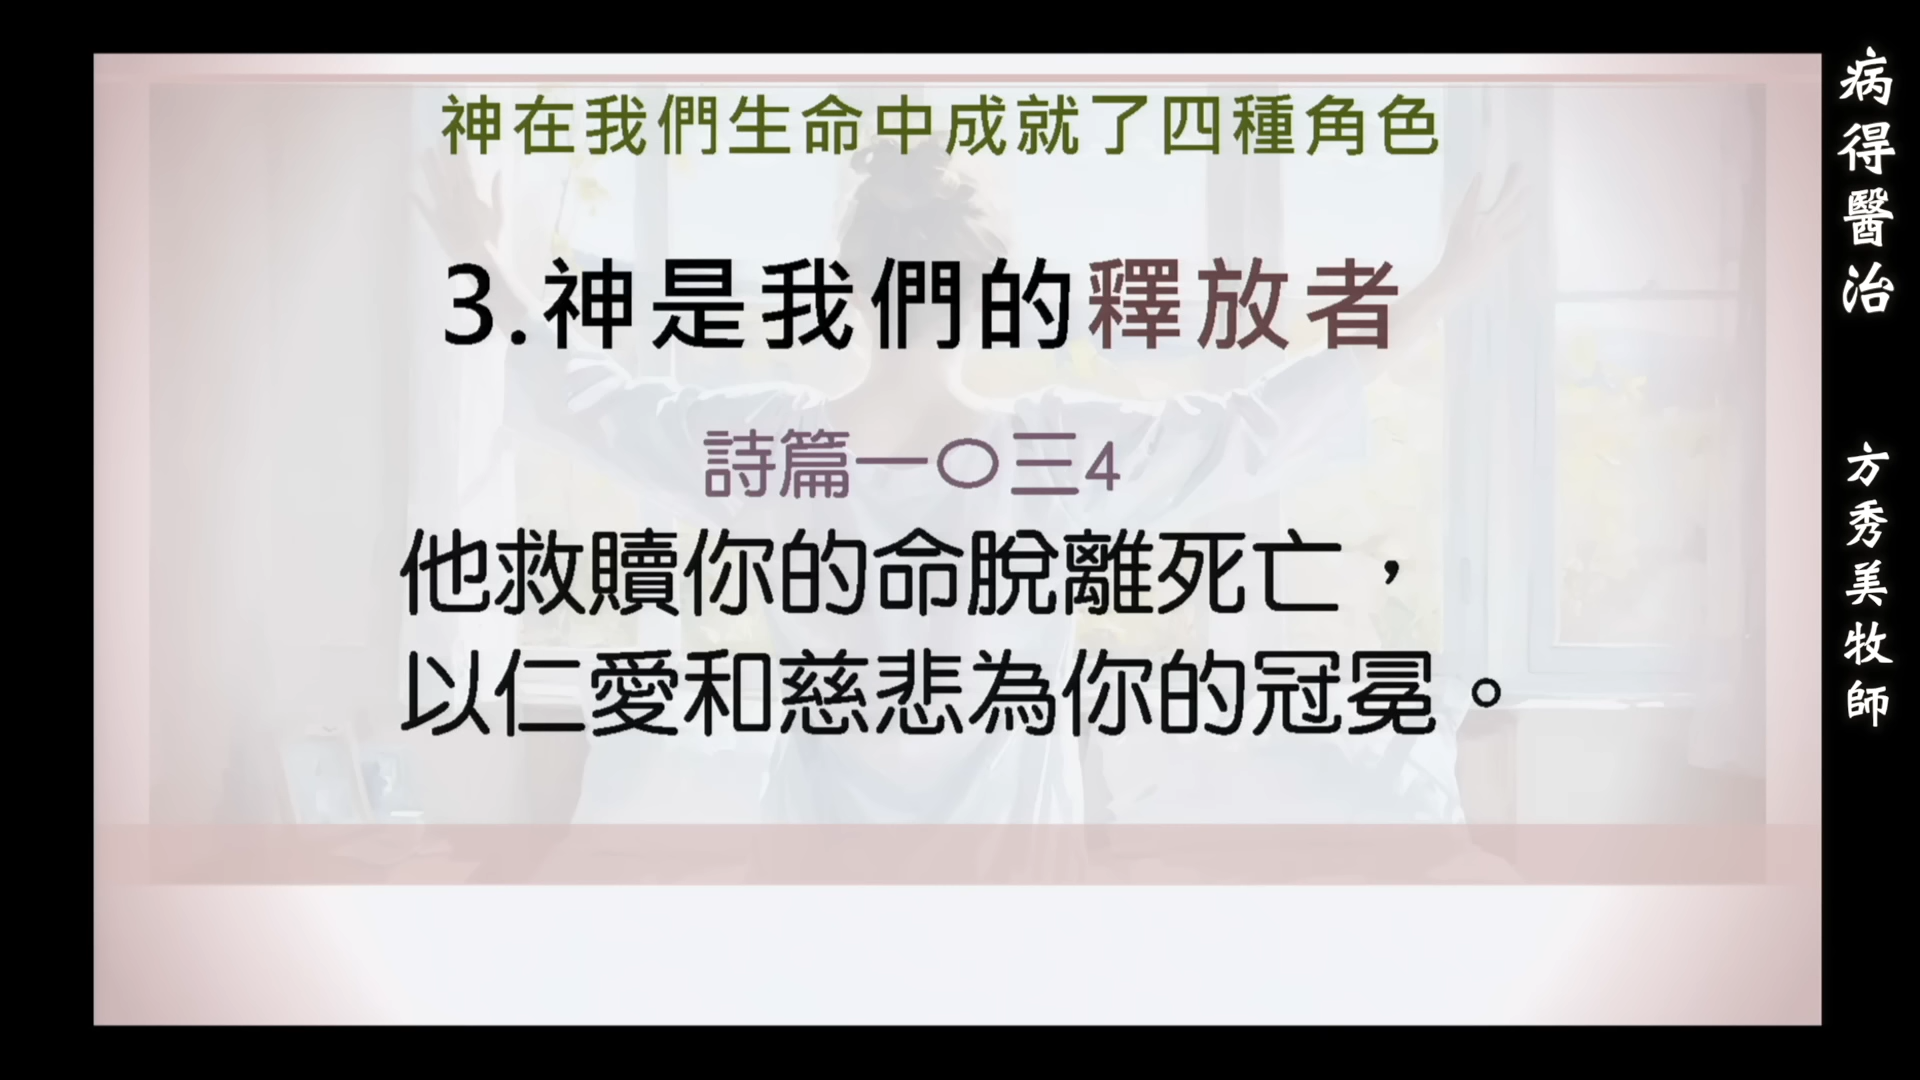 神在我們生命中成就了四種角色
3.神是我們的釋放者
詩篇一〇三4
他救贖你的命脫離死亡，
以仁愛和慈悲為你的冠冕。
病得醫治
方秀美牧師